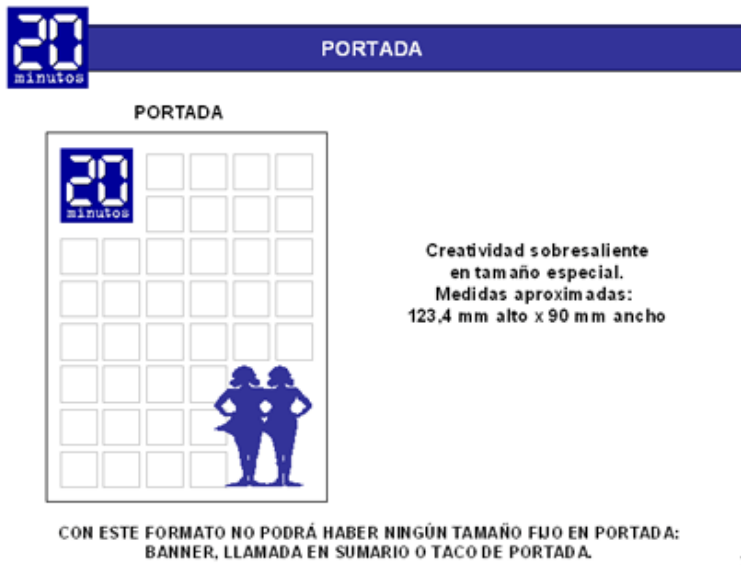 20
minutos
PORTADA
PORTADA
20
minutos
Creatividad sobresaliente
en tamaño especial.
Medidas aproximadas:
123,4 mm alto x 90 mm ancho
CON ESTE FORMATO NO PODRÁ HABER NINGÚN TAMAÑO FIJO EN PORTADA:
BANNER, LLAMADA EN SUMARIO O TACO DE PORTADA.